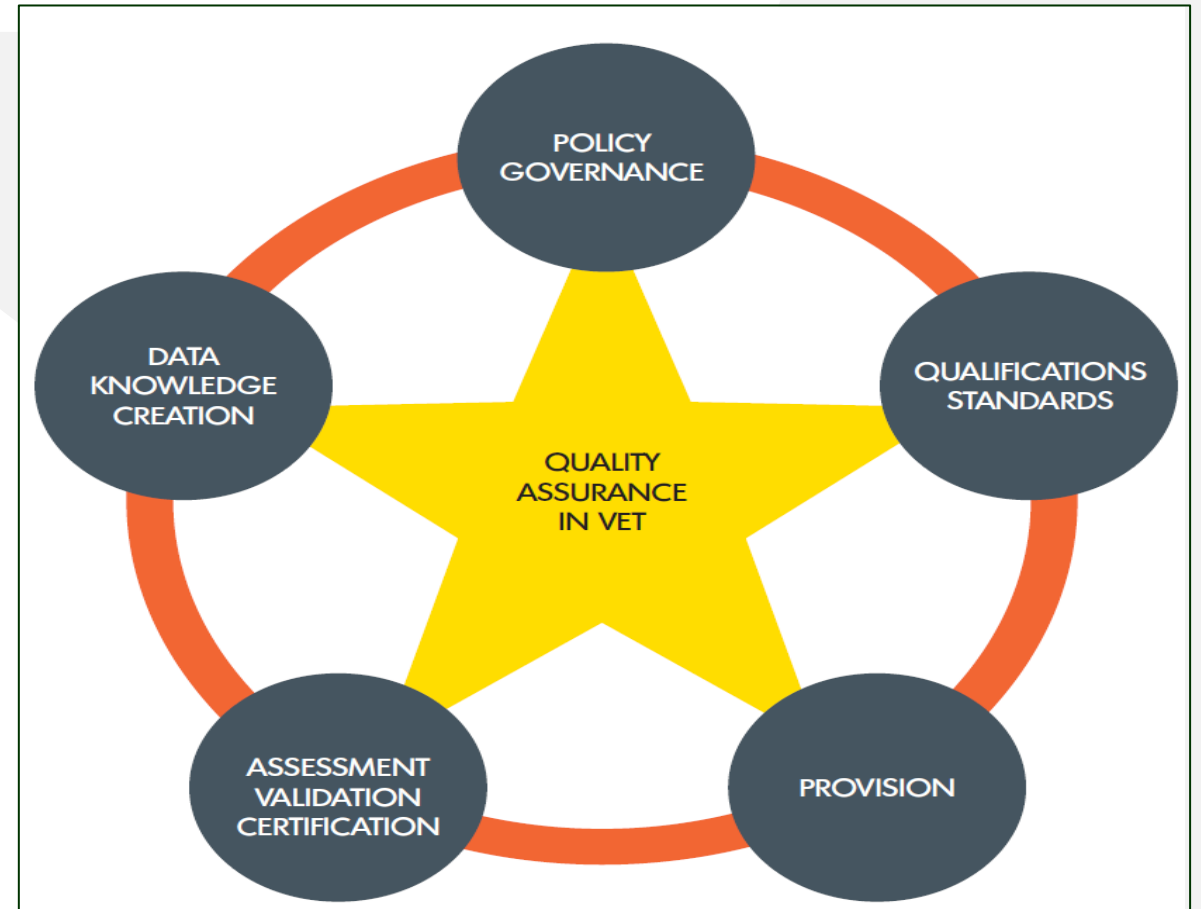 POLICY
GOVERNANCE
DATA
KNOWLEDGE
CREATION
QUALIFICATIONS
STANDARDS
QUALITY
ASSURANCE
IN VET
ASSESSMENT
VALIDATION
CERTIFICATION
PROVISION